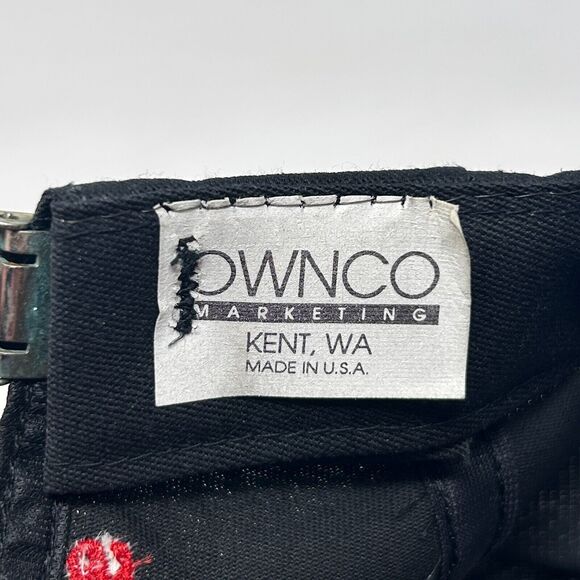 OWNCO
MARKETING
KENT, WA
MADE IN U.S.A.